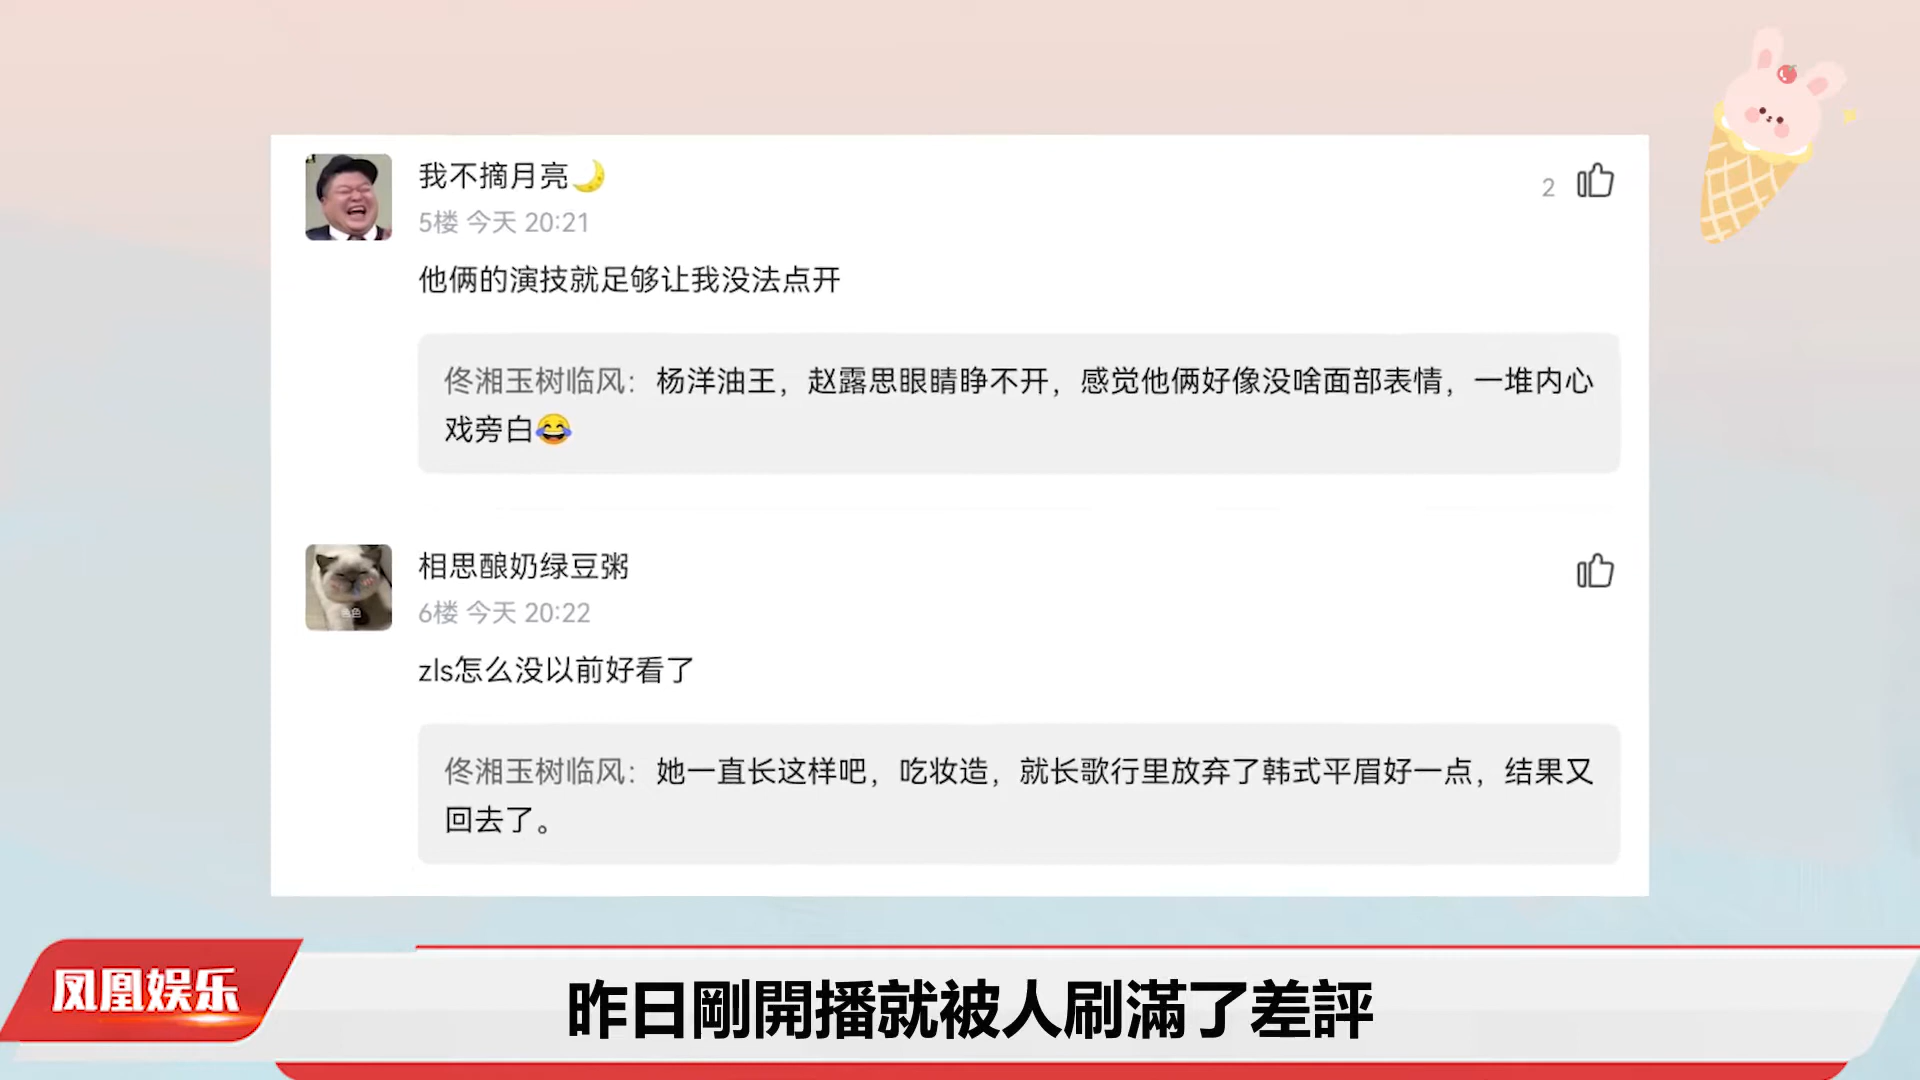 我不摘月亮🌙
2
5楼 今天 20:21
他俩的演技就足够让我没法点开
佟湘玉树临风：杨洋油王，赵露思眼睛睁不开，感觉他俩好像没啥面部表情，一堆内心
戏旁白😂
相思酿奶绿豆粥
6楼 今天 20:22
zls怎么没以前好看了
佟湘玉树临风：她一直长这样吧，吃妆造，就长歌行里放弃了韩式平眉好一点，结果又
回去了。
凤凰娱乐
昨日剛開播就被人刷滿了差評